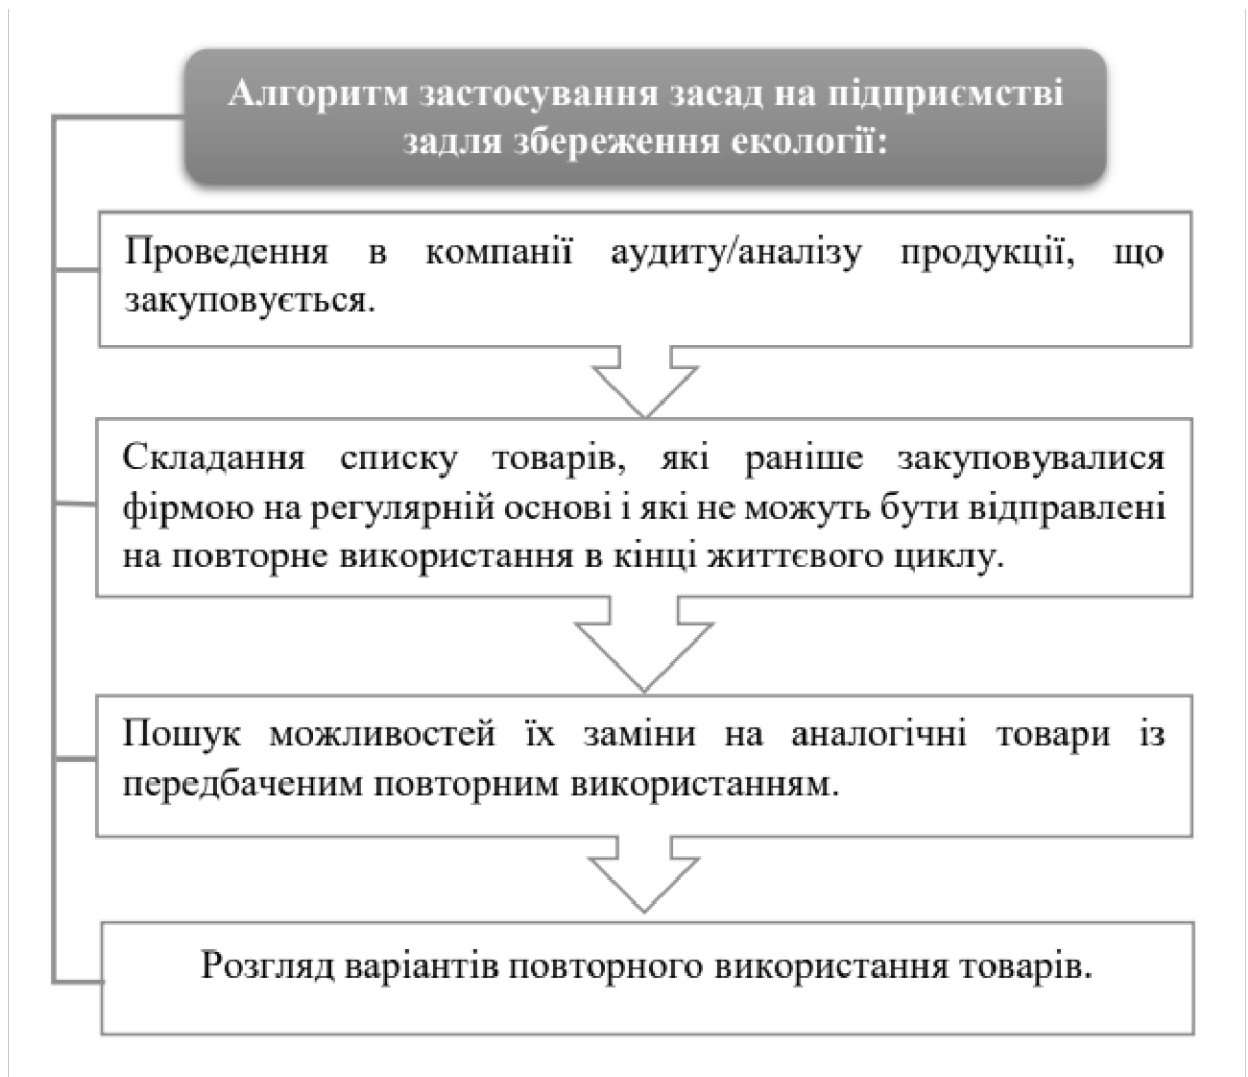 Алгоритм застосування засад на підприємстві
задля збереження екології:
Проведення в компанії аудиту/аналізу продукції, що
закуповується.
Складання списку товарів, які раніше закуповувалися
фірмою на регулярній основі і які не можуть бути відправлені
на повторне використання в кінці життєвого циклу.
Пошук можливостей їх заміни на аналогічні товари із
передбаченим повторним використанням.
Розгляд варіантів повторного використання товарів.